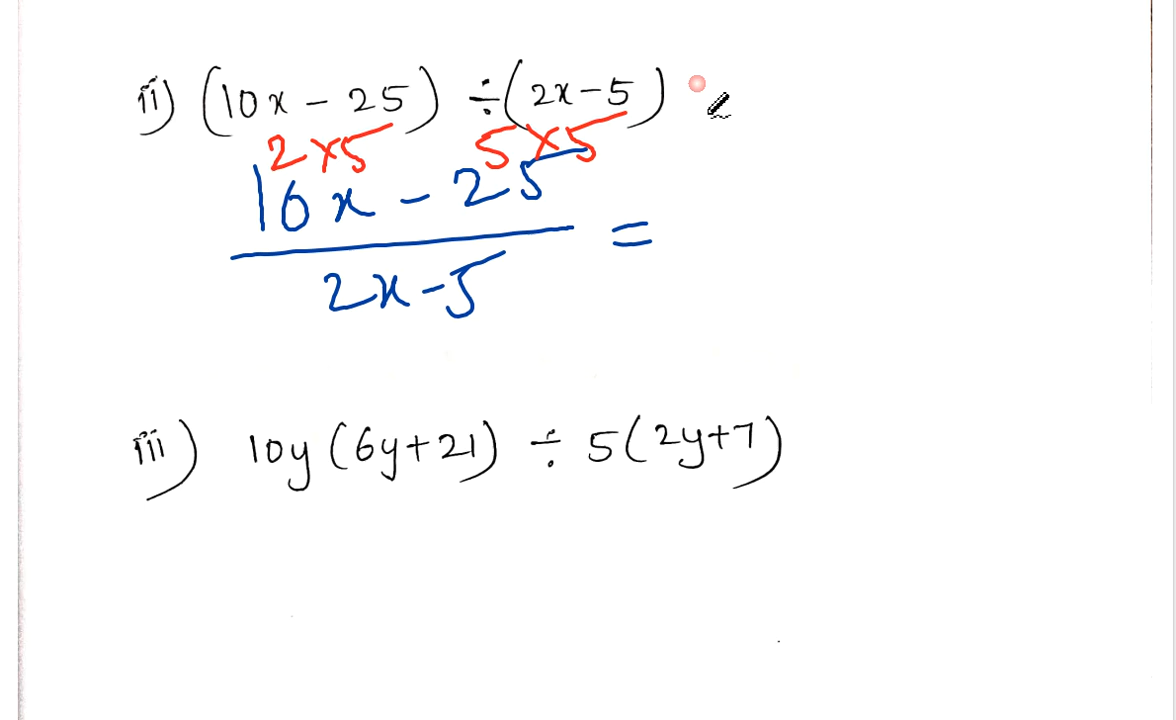 ii) (10x - 25) ÷ (2x-5)
2×5 5×5
10x - 25
2x-5
=
iii) 10y (6y+21) ÷ 5(2y+7)